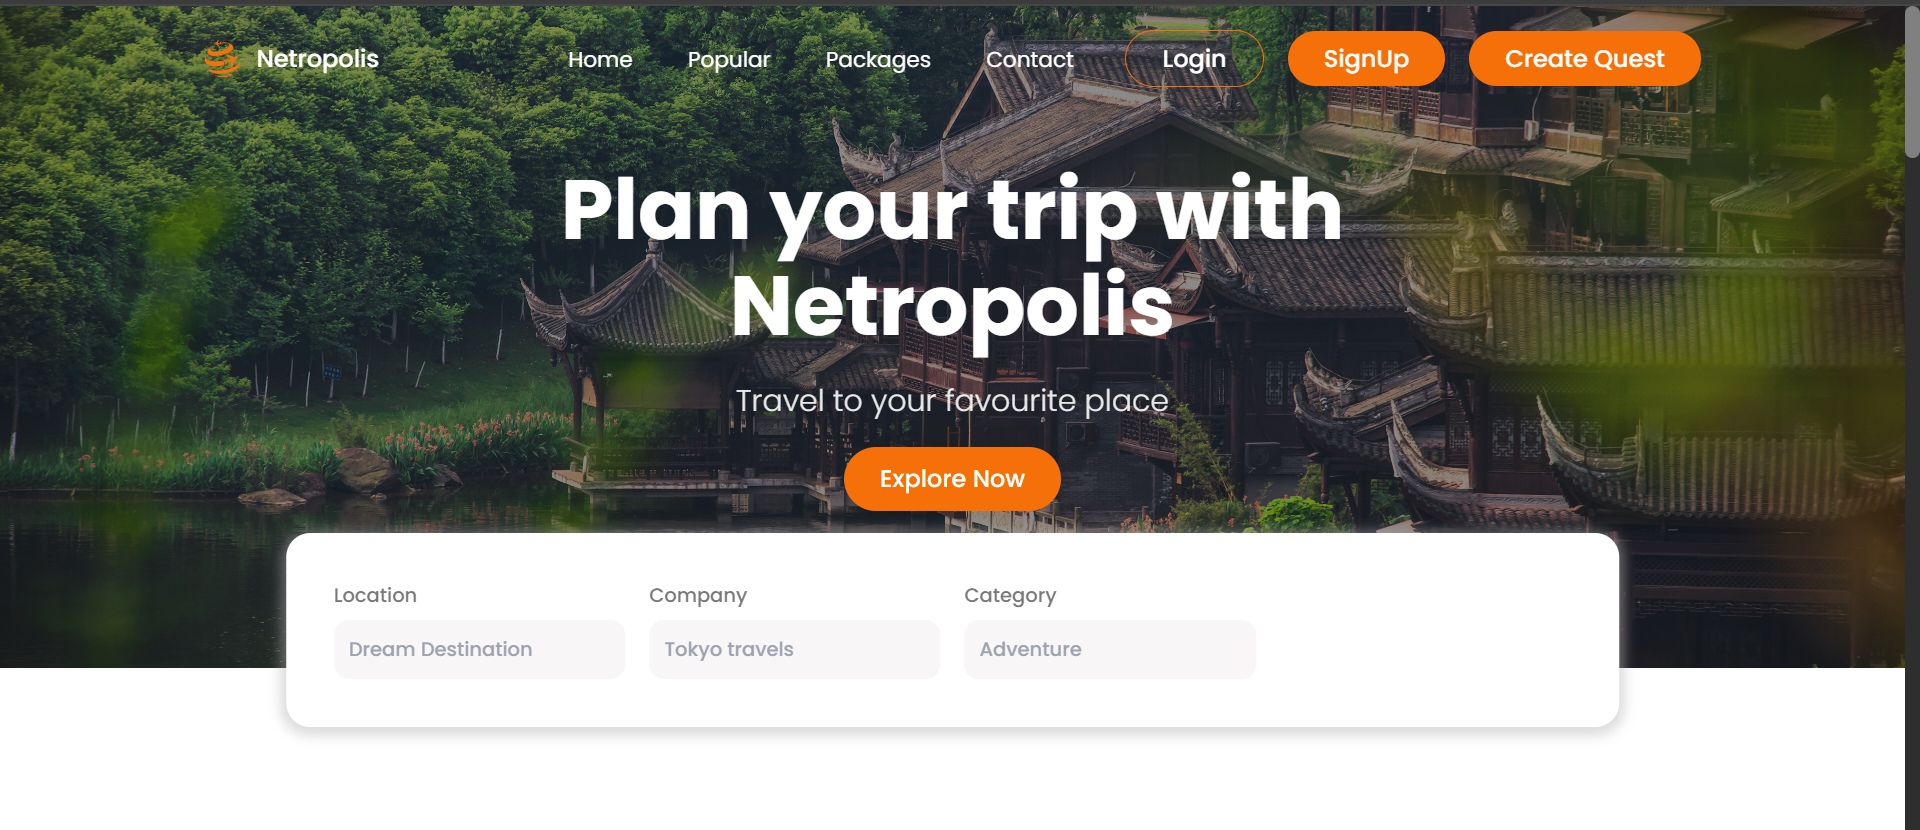 Netropolis
Home Popular Packages Contact Login SignUp Create Quest
Plan your trip with
Netropolis
Travel to your favourite place
Explore Now
Location Company Category
Dream Destination Tokyo travels Adventure